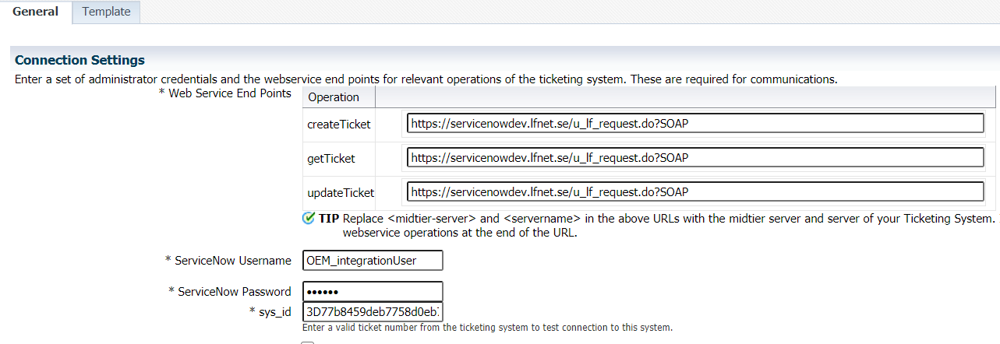 General Template
Connection Settings
Enter a set of administrator credentials and the webservice end points for relevant operations of the ticketing system. These are required for communications.
* Web Service End Points Operation
createTicket https://servicenowdev.lfnet.se/u_lf_request.do?SOAP
getTicket https://servicenowdev.lfnet.se/u_lf_request.do?SOAP
updateTicket https://servicenowdev.lfnet.se/u_lf_request.do?SOAP
TIP Replace <midtier-server> and <servername> in the above URLs with the midtier server and server of your Ticketing System.
webservice operations at the end of the URL.
* ServiceNow Username OEM_integrationUser
* ServiceNow Password ••••••
* sys_id 3D77b8459deb7758d0eb
Enter a valid ticket number from the ticketing system to test connection to this system.